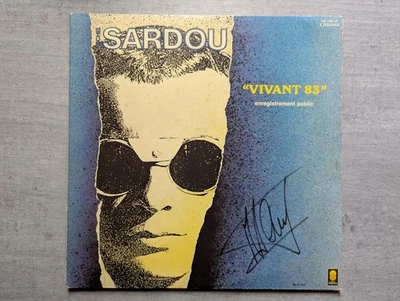 SARDOU
"VIVANT 83"
enregistrement public